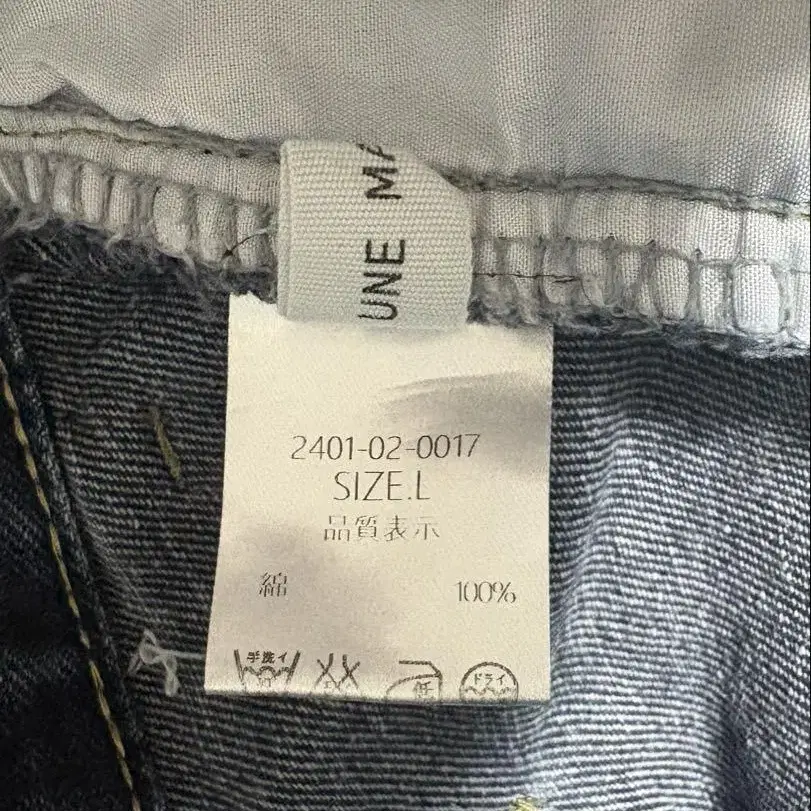 UNE MA
2401-02-0017
SIZE.L
品質表示
綿 100%
手洗イ 低 ドライ